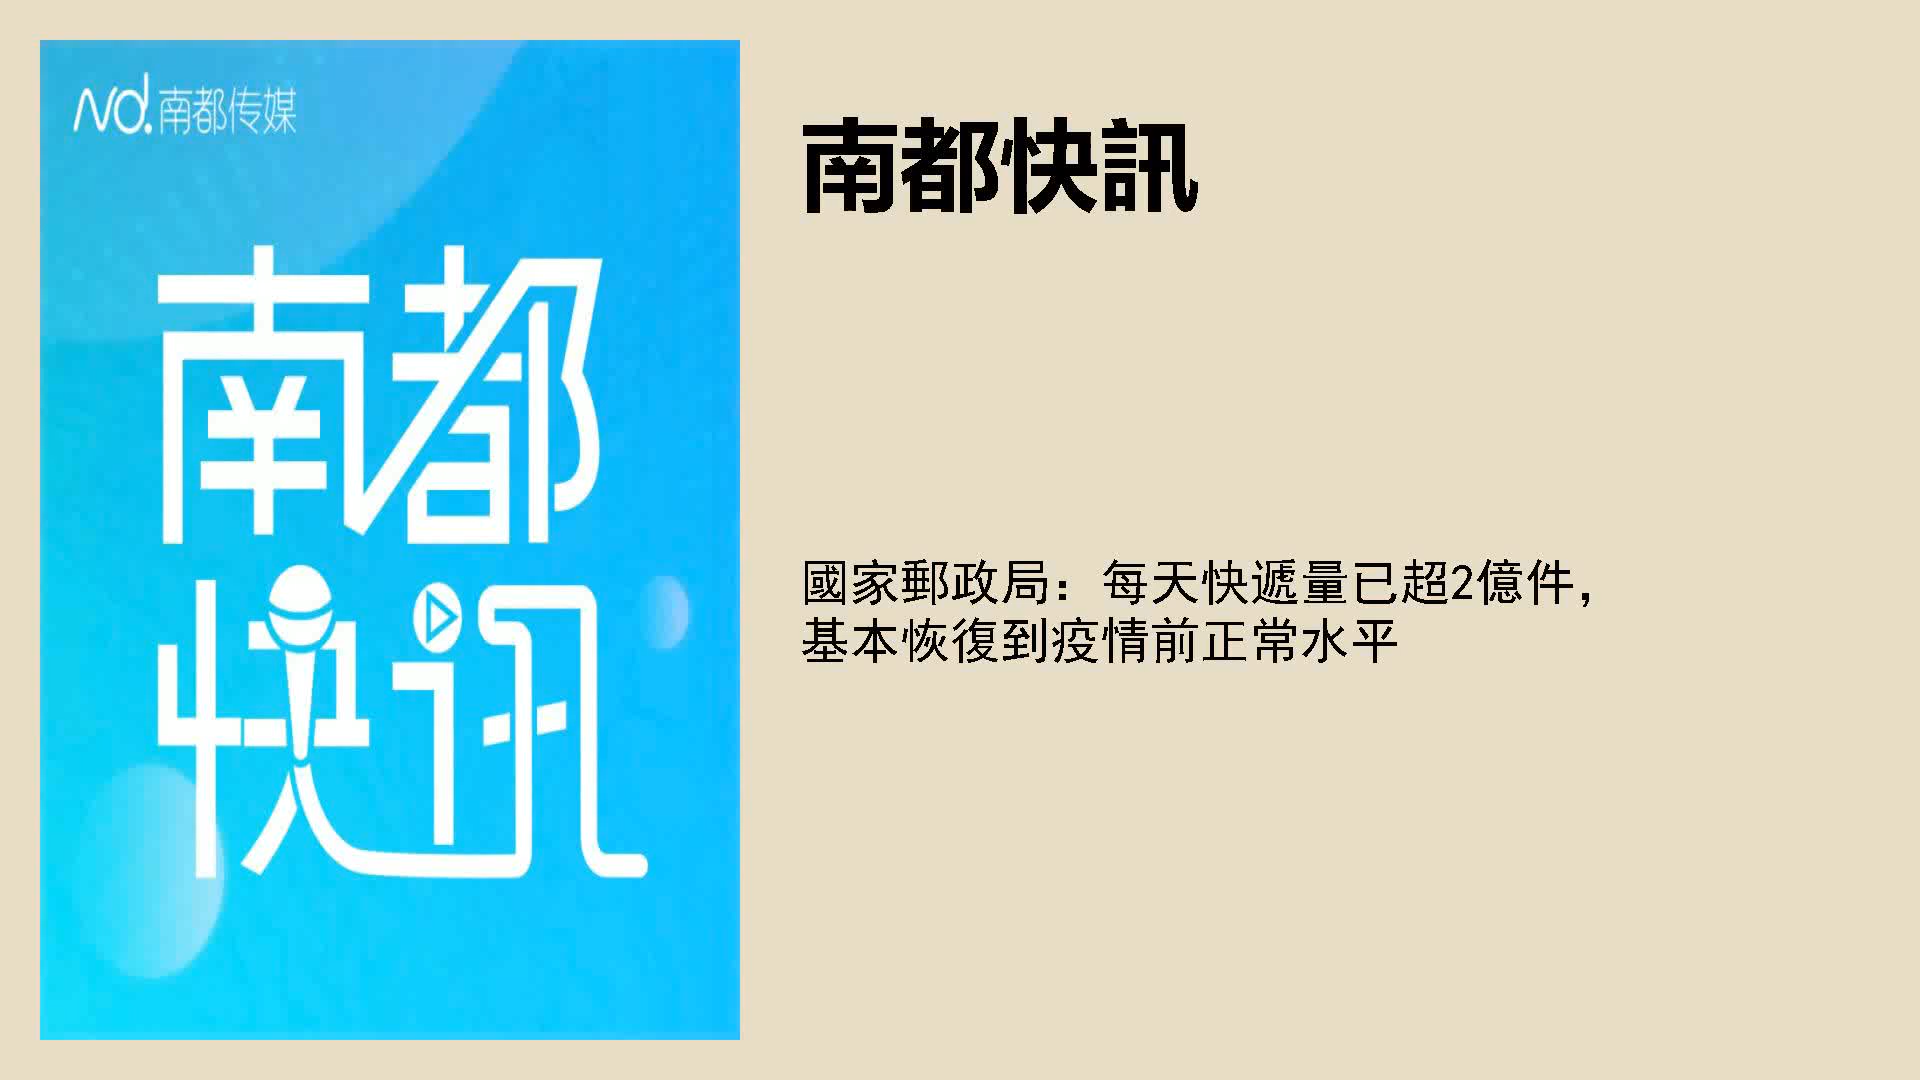 Nd.南都传媒
南都
快讯
南都快訊
國家郵政局：每天快遞量已超2億件，
基本恢復到疫情前正常水平